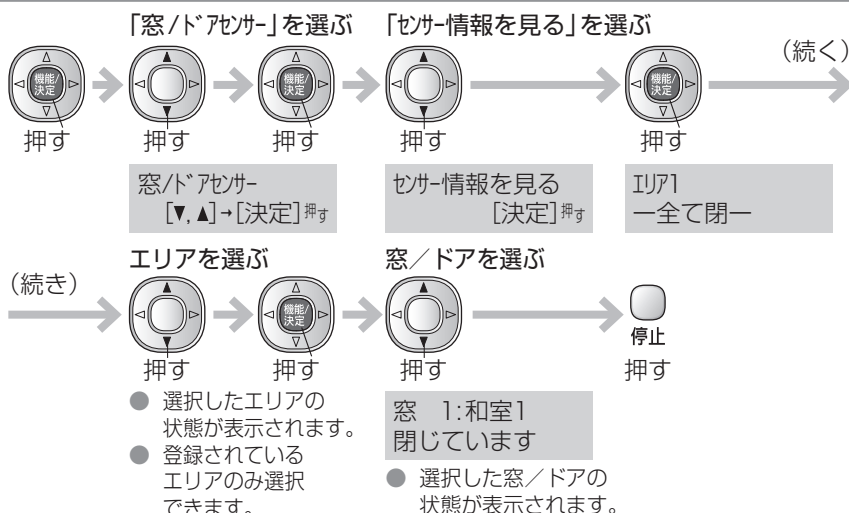 「窓/ドアセンサー」を選ぶ 「センサー情報を見る」を選ぶ
(続く)
機能/決定 機能/決定 機能/決定
押す 押す 押す 押す 押す
窓/ドアセンサー
[▼,▲]→[決定]押す
センサー情報を見る
[決定]押す
エリア1
ー全て閉ー
(続き)
エリアを選ぶ 窓／ドアを選ぶ
機能/決定
停止
押す 押す 押す 押す
● 選択したエリアの
状態が表示されます。
● 登録されている
エリアのみ選択
できます。
窓 1:和室1
閉じています
● 選択した窓／ドアの
状態が表示されます。